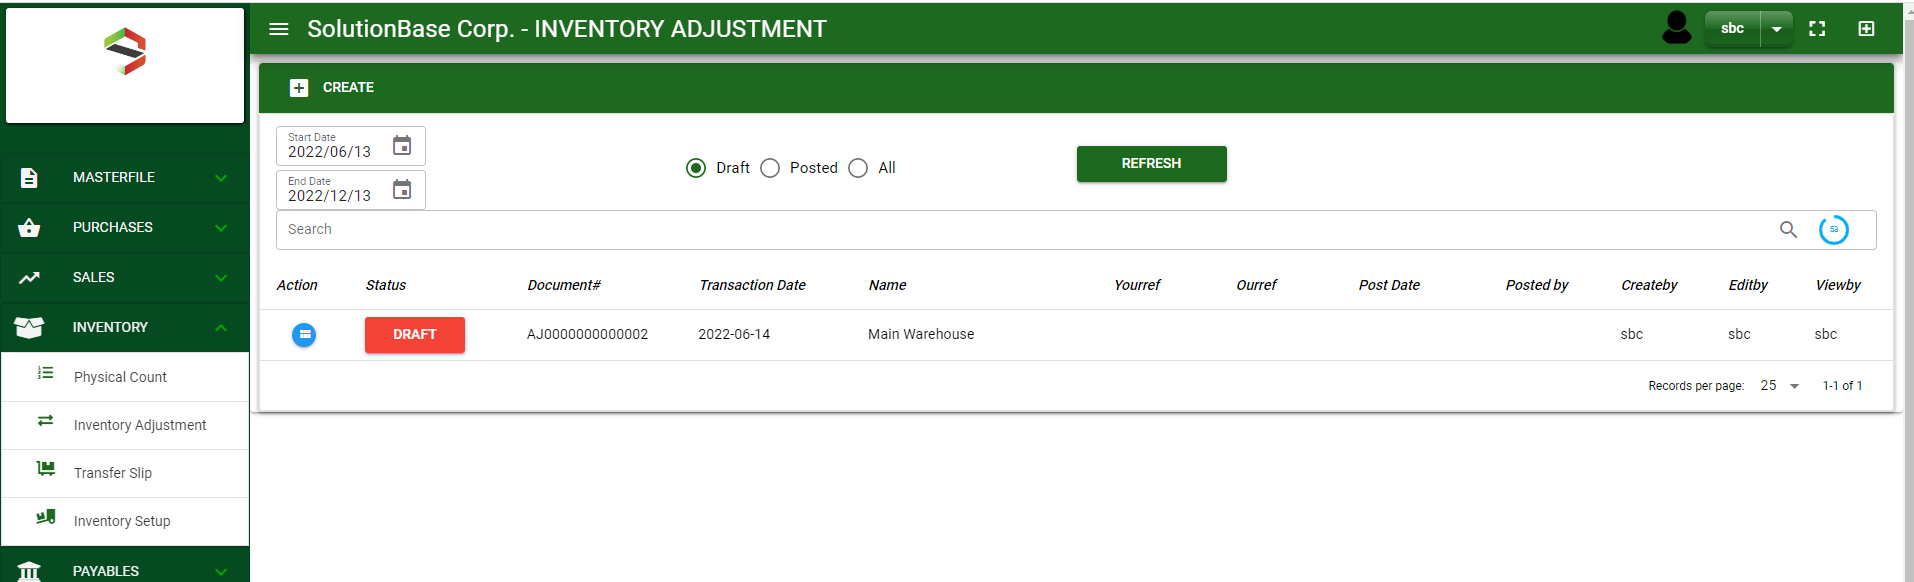 SolutionBase Corp. - INVENTORY ADJUSTMENT
sbc
CREATE
Start Date
2022/06/13
End Date
2022/12/13
Draft Posted All
REFRESH
Search
53
Action Status Document# Transaction Date Name Yourref Ourref Post Date Posted by Createby Editby Viewby
DRAFT AJ0000000000002 2022-06-14 Main Warehouse sbc sbc sbc
Records per page: 25 1-1 of 1
MASTERFILE
PURCHASES
SALES
INVENTORY
Physical Count
Inventory Adjustment
Transfer Slip
Inventory Setup
PAYABLES